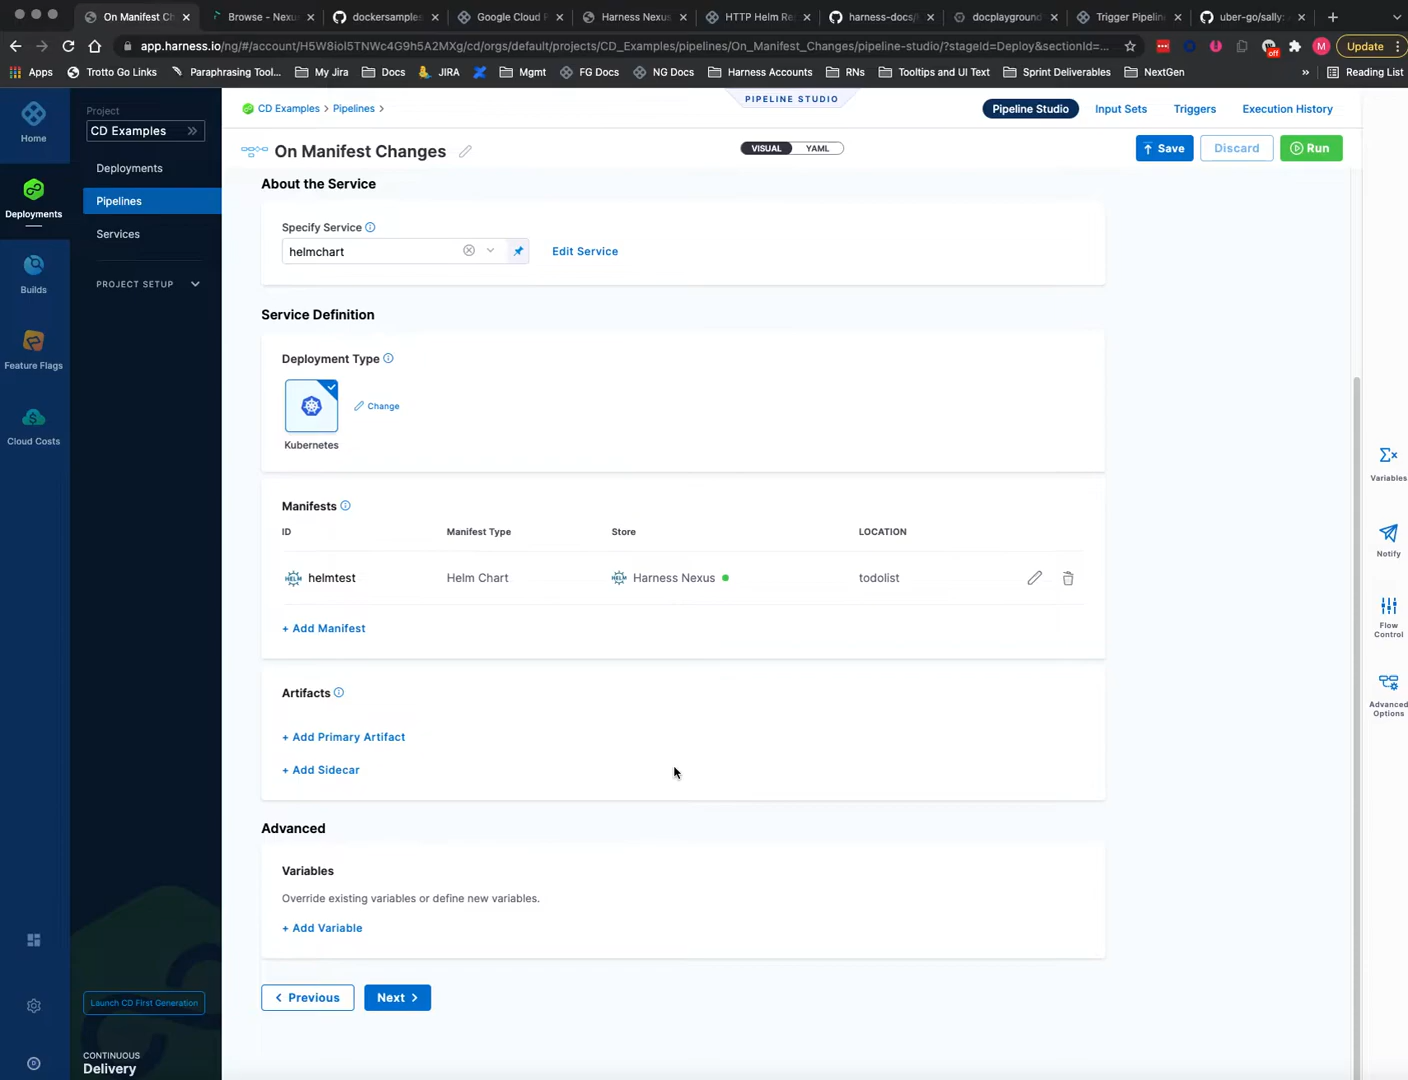 On Manifest Ch
Browse - Nexu
dockersamples
Google Cloud P
Harness Nexus
HTTP Helm Re
harness-docs/
docplayground
Trigger Pipelin
uber-go/sally:
app.harness.io/ng/#/account/H5W8iol5TNWc4G9h5A2MXg/cd/orgs/default/projects/CD_Examples/pipelines/On_Manifest_Changes/pipeline-studio/?stageId=Deploy&sectionId=...
off
M
Update
Apps
Trotto Go Links
Paraphrasing Tool...
My Jira
Docs
JIRA
Mgmt
FG Docs
NG Docs
Harness Accounts
RNs
Tooltips and UI Text
Sprint Deliverables
NextGen
»
Reading List
Home
Deployments
Builds
Feature Flags
Cloud Costs
Project
CD Examples
Deployments
Pipelines
Services
PROJECT SETUP
Launch CD First Generation
CONTINUOUS
Delivery
CD Examples > Pipelines >
PIPELINE STUDIO
Pipeline Studio
Input Sets
Triggers
Execution History
On Manifest Changes
VISUAL
YAML
Save
Discard
Run
About the Service
Specify Service
helmchart
Edit Service
Service Definition
Deployment Type
Change
Kubernetes
Manifests
ID
Manifest Type
Store
LOCATION
HELM
helmtest
Helm Chart
HELM
Harness Nexus
todolist
+ Add Manifest
Artifacts
+ Add Primary Artifact
+ Add Sidecar
Advanced
Variables
Override existing variables or define new variables.
+ Add Variable
< Previous
Next >
Variables
Notify
Flow
Control
Advanced
Options